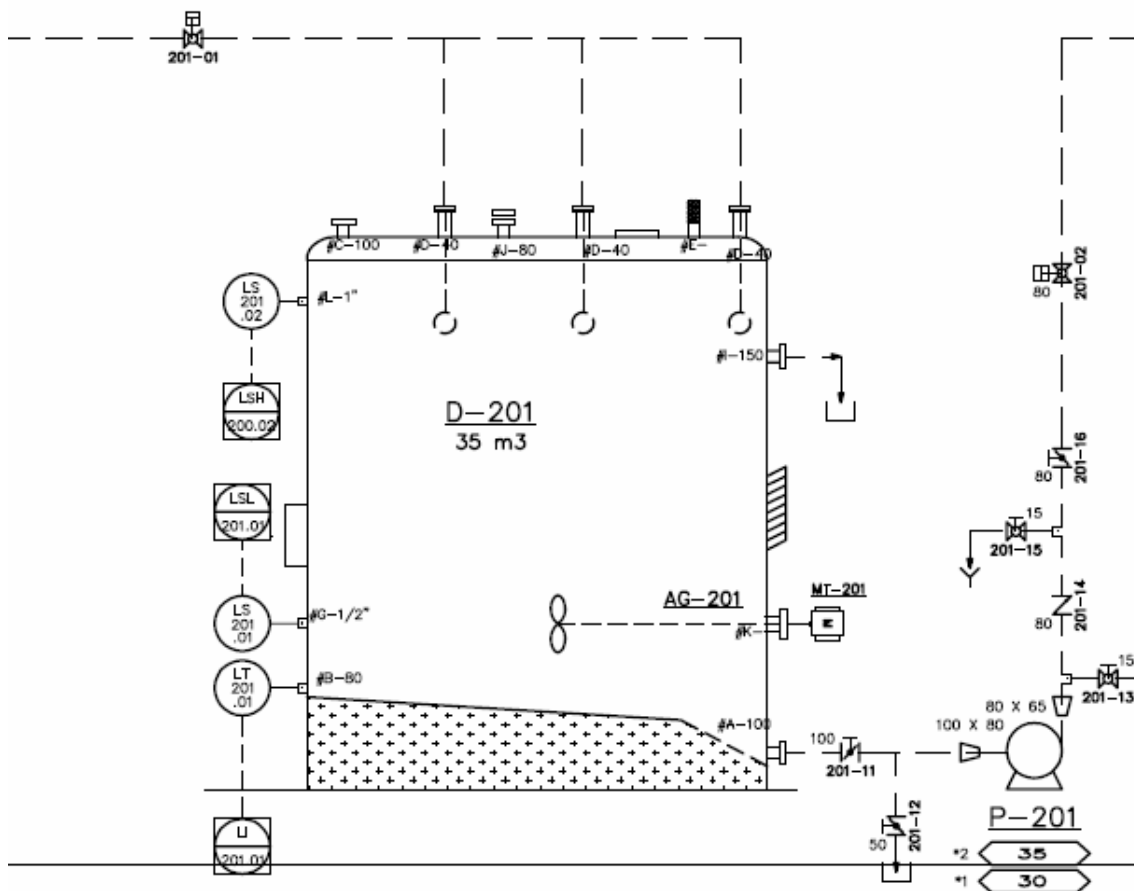 201-01
#C-100
#D-40
#J-80
#D-40
#E-
#D-40
LS
201
.02
#L-1"
80
201-02
#I-150
LSH
200.02
D-201
35 m3
80
201-16
LSL
201.01
15
201-15
LS
201
.01
#G-1/2"
AG-201
MT-201
M
#K-
80
201-14
LT
201
.01
#B-80
15
201-13
80 X 65
100 X 80
#A-100
100
201-11
50
201-12
P-201
LI
201.01
*2
35
*1
30